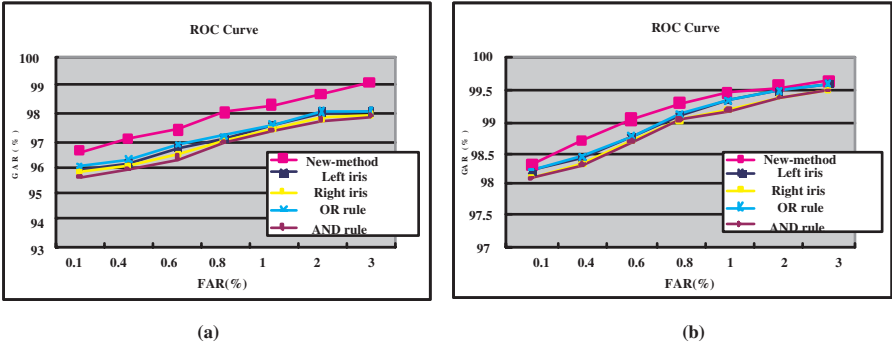 ROC Curve
100
99
98
97
96
95
94
93
GAR(%)
New-method
Left iris
Right iris
OR rule
AND rule
0.1 0.4 0.6 0.8 1 2 3
FAR(%)
(a)
ROC Curve
100
99.5
99
98.5
98
97.5
97
GAR(%)
New-method
Left iris
Right iris
OR rule
AND rule
0.1 0.4 0.6 0.8 1 2 3
FAR(%)
(b)